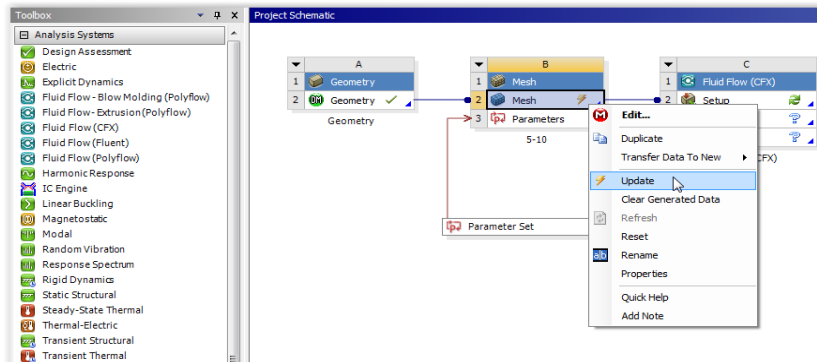 Toolbox
Project Schematic
Analysis Systems
Design Assessment
Electric
Explicit Dynamics
Fluid Flow - Blow Molding (Polyflow)
Fluid Flow - Extrusion (Polyflow)
Fluid Flow (CFX)
Fluid Flow (Fluent)
Fluid Flow (Polyflow)
Harmonic Response
IC Engine
Linear Buckling
Magnetostatic
Modal
Random Vibration
Response Spectrum
Rigid Dynamics
Static Structural
Steady-State Thermal
Thermal-Electric
Transient Structural
Transient Thermal
A
1 Geometry
2 DM Geometry
Geometry
B
1 Mesh
2 Mesh
3 Parameters
5-10
C
1 Fluid Flow (CFX)
2 Setup
CFX)
Parameter Set
Edit...
Duplicate
Transfer Data To New
Update
Clear Generated Data
Refresh
Reset
Rename
Properties
Quick Help
Add Note